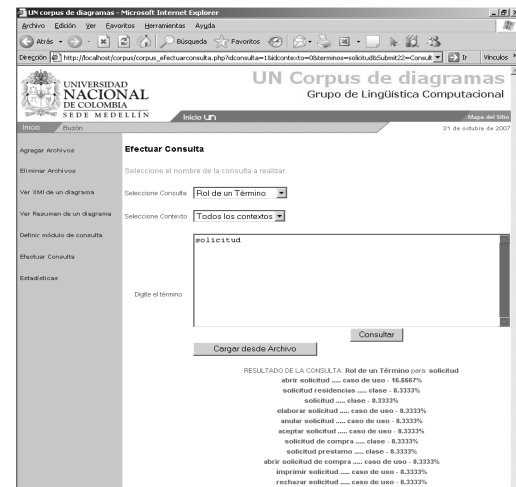 UN Corpus de diagramas - Microsoft Internet Explorer
Archivo Edición Ver Favoritos Herramientas Ayuda
Atrás Búsqueda Favoritos
Dirección http://localhost/corpus/corpus_efectuarconsulta.php?idconsulta=1&idcontexto=0&terminos=solicitud&Submit22=Consult Ir Vínculos
UNIVERSIDAD
NACIONAL
DE COLOMBIA
SEDE MEDELLÍN
UN Corpus de diagramas
Grupo de Lingüística Computacional
Inicio UN
Mapa del Sitio
Inicio Buzón
21 de octubre de 2007
Agregar Archivos
Eliminar Archivos
Ver XMI de un diagrama
Ver Resumen de un diagrama
Definir módulo de consulta
Efectuar Consulta
Estadísticas
Efectuar Consulta
Seleccione el nombre de la consulta a realizar.
Seleccione Consulta Rol de un Término
Seleccione Contexto Todos los contextos
Digite el término
solicitud
Consultar
Cargar desde Archivo
RESULTADO DE LA CONSULTA: Rol de un Término para: solicitud
abrir solicitud ..... caso de uso - 16.6667%
solicitud residencias ..... clase - 8.3333%
solicitud ..... clase - 8.3333%
elaborar solicitud ..... caso de uso - 8.3333%
anular solicitud ..... caso de uso - 8.3333%
aceptar solicitud ..... caso de uso - 8.3333%
solicitud de compra ..... clase - 8.3333%
solicitud prestamo ..... clase - 8.3333%
abrir solicitud de compra ..... caso de uso - 8.3333%
imprimir solicitud ..... caso de uso - 8.3333%
rechazar solicitud ..... caso de uso - 8.3333%